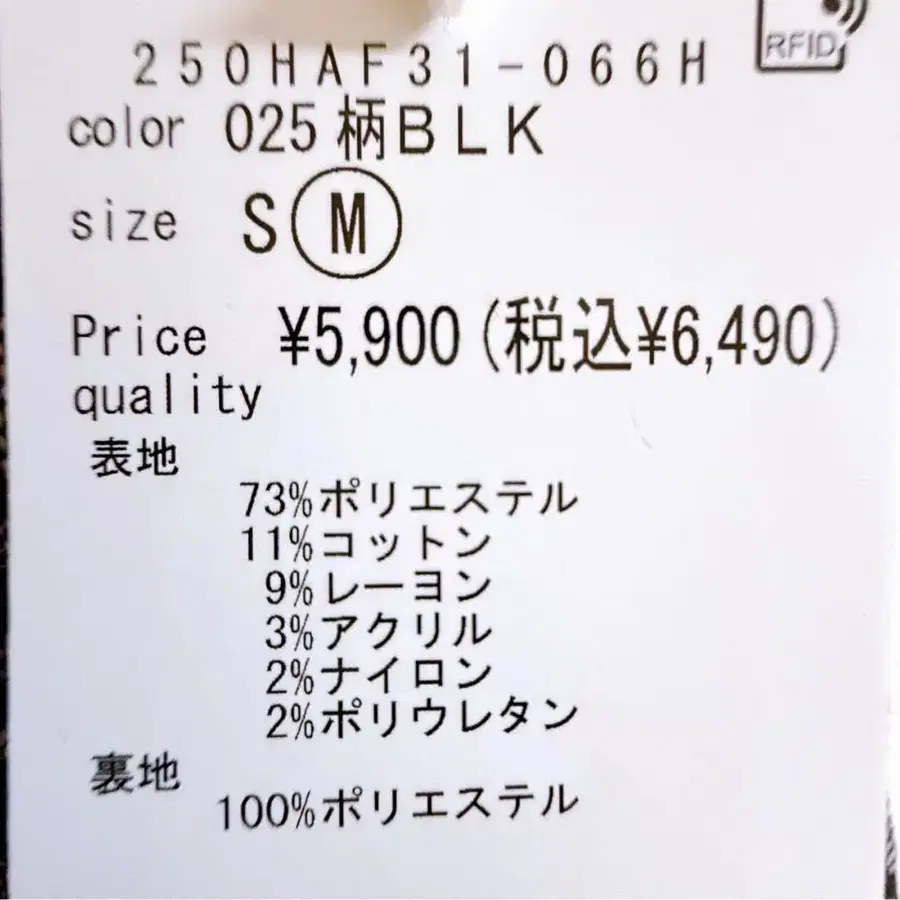 RFID
250HAF31-066H
color 025柄BLK
size S M
Price ¥5,900(税込¥6,490)
quality
表地
73%ポリエステル
11%コットン
9%レーヨン
3%アクリル
2%ナイロン
2%ポリウレタン
裏地
100%ポリエステル